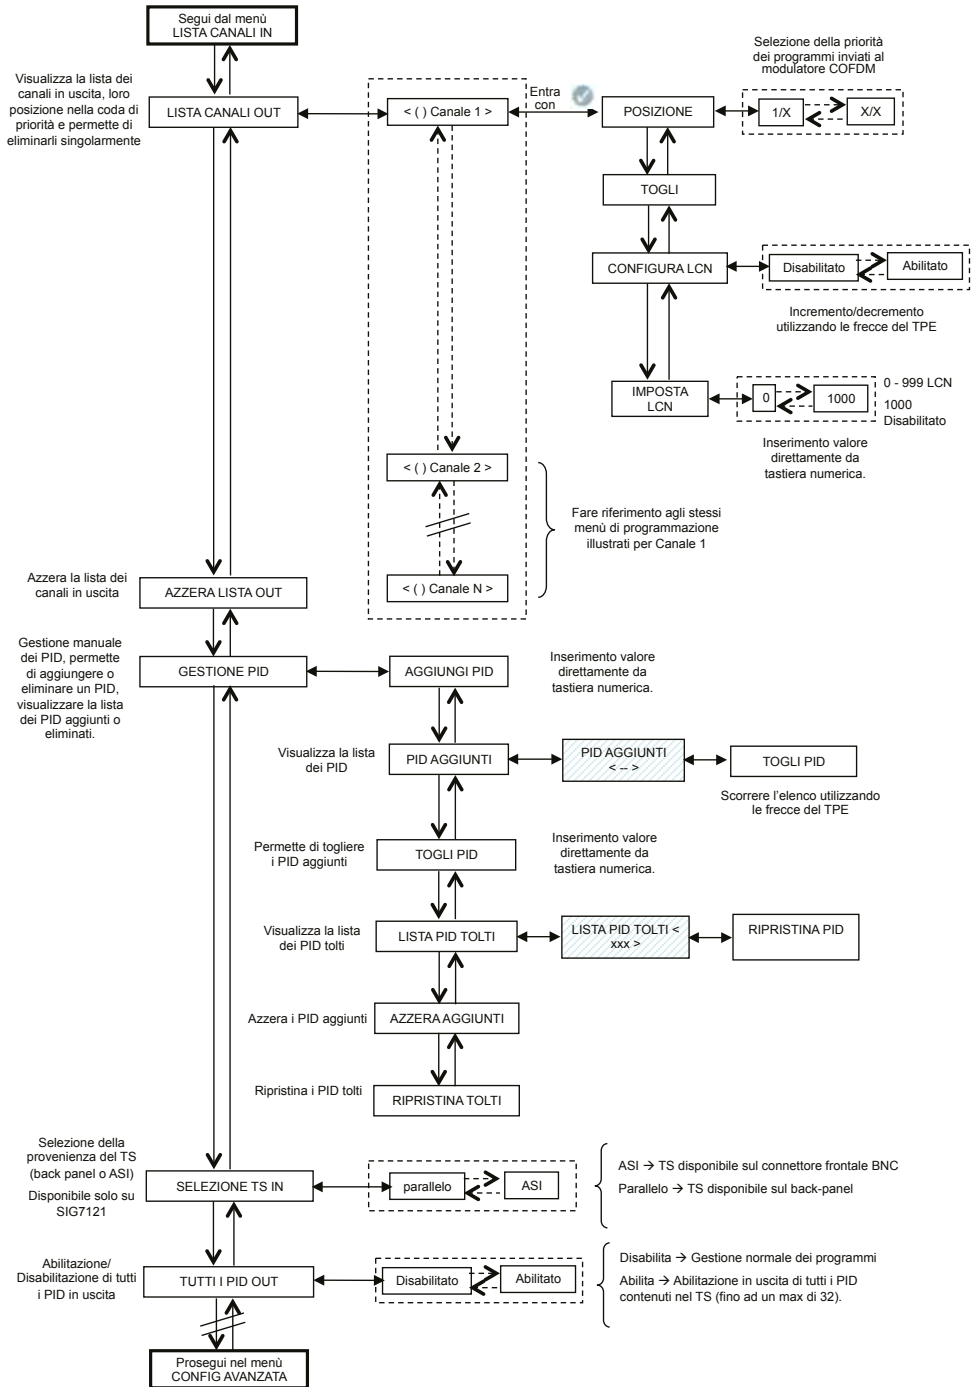 Segui dal menù
LISTA CANALI IN
Visualizza la lista dei
canali in uscita, loro
posizione nella coda di
priorità e permette di
eliminarli singolarmente
LISTA CANALI OUT
< ( ) Canale 1 >
Entra
con
POSIZIONE
Selezione della priorità
dei programmi inviati al
modulatore COFDM
1/X
X/X
TOGLI
CONFIGURA LCN
Disabilitato
Abilitato
Incremento/decremento
utilizzando le frecce del TPE
IMPOSTA
LCN
0
1000
0 - 999 LCN
1000
Disabilitato
Inserimento valore
direttamente da
tastiera numerica.
< ( ) Canale 2 >
Fare riferimento agli stessi
menù di programmazione
illustrati per Canale 1
< ( ) Canale N >
Azzera la lista dei
canali in uscita
AZZERA LISTA OUT
Gestione manuale
dei PID, permette
di aggiungere o
eliminare un PID,
visualizzare la lista
dei PID aggiunti o
eliminati.
GESTIONE PID
AGGIUNGI PID
Inserimento valore
direttamente da
tastiera numerica.
Visualizza la lista
dei PID
PID AGGIUNTI
PID AGGIUNTI
< -- >
TOGLI PID
Scorrere l'elenco utilizzando
le frecce del TPE
Permette di togliere
i PID aggiunti
TOGLI PID
Inserimento valore
direttamente da
tastiera numerica.
Visualizza la lista
dei PID tolti
LISTA PID TOLTI
LISTA PID TOLTI <
xxx >
RIPRISTINA PID
Azzera i PID aggiunti
AZZERA AGGIUNTI
Ripristina i PID tolti
RIPRISTINA TOLTI
Selezione della
provenienza del TS
(back panel o ASI)
Disponibile solo su
SIG7121
SELEZIONE TS IN
parallelo
ASI
ASI → TS disponibile sul connettore frontale BNC
Parallelo → TS disponibile sul back-panel
Abilitazione/
Disabilitazione di tutti
i PID in uscita
TUTTI I PID OUT
Disabilitato
Abilitato
Disabilita → Gestione normale dei programmi
Abilita → Abilitazione in uscita di tutti i PID
contenuti nel TS (fino ad un max di 32).
Prosegui nel menù
CONFIG AVANZATA